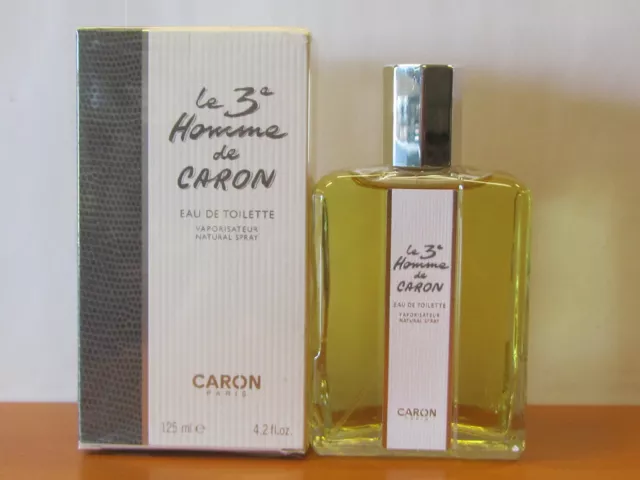 Le 3e
Homme
de
CARON
EAU DE TOILETTE
VAPORISATEUR
NATURAL SPRAY
CARON
PARIS
125 ml e
4.2 fl.oz.
Le 3e
Homme
de
CARON
EAU DE TOILETTE
VAPORISATEUR
NATURAL SPRAY
CARON
PARIS